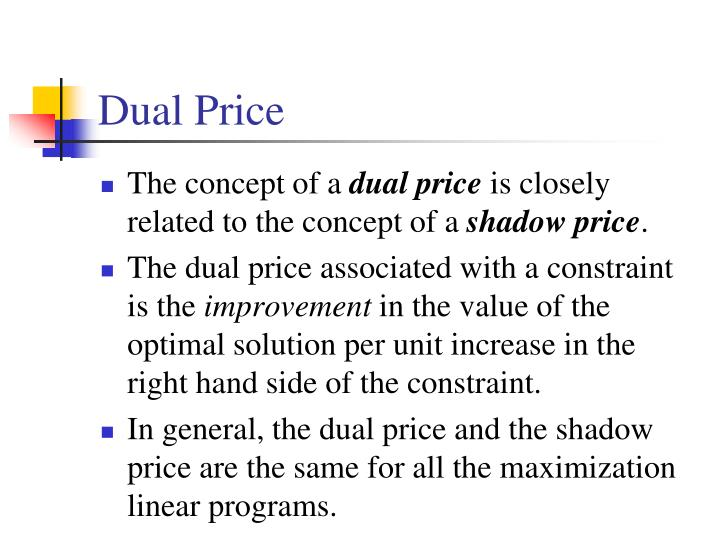 Dual Price
The concept of a dual price is closely
related to the concept of a shadow price.
The dual price associated with a constraint
is the improvement in the value of the
optimal solution per unit increase in the
right hand side of the constraint.
In general, the dual price and the shadow
price are the same for all the maximization
linear programs.